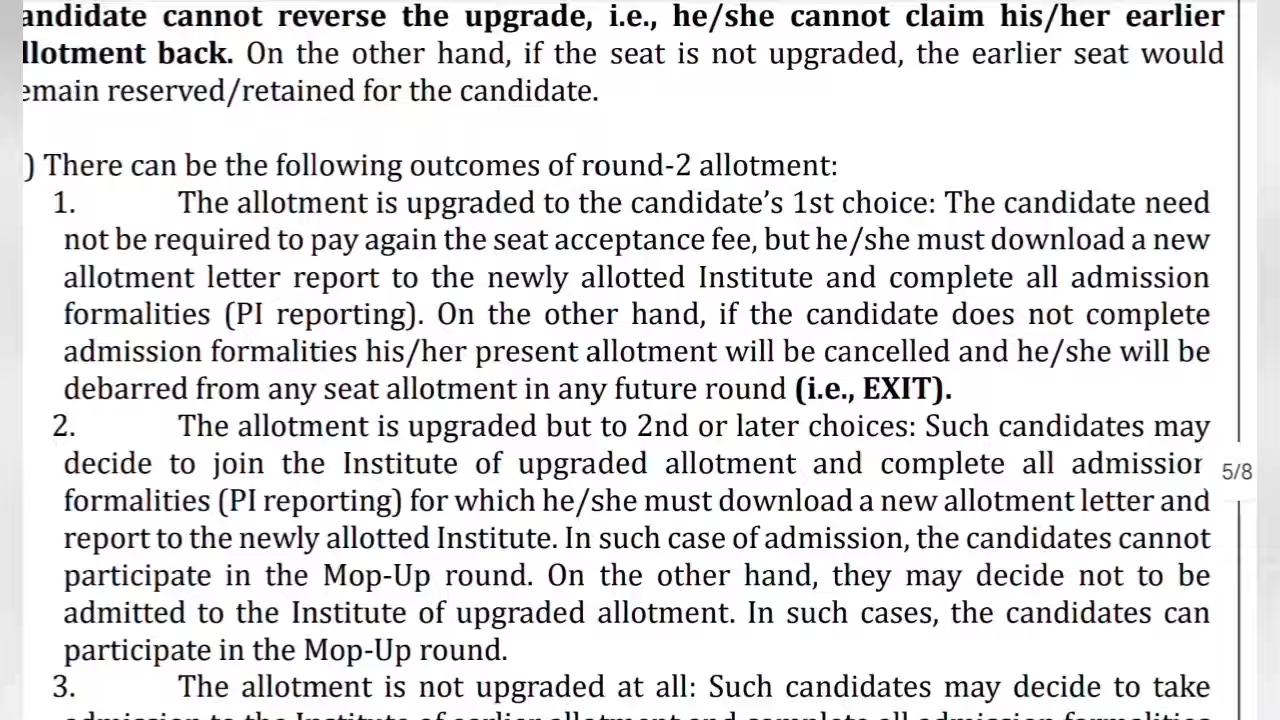 andidate cannot reverse the upgrade, i.e., he/she cannot claim his/her earlier
llotment back. On the other hand, if the seat is not upgraded, the earlier seat would
emain reserved/retained for the candidate.
) There can be the following outcomes of round-2 allotment:
1. The allotment is upgraded to the candidate's 1st choice: The candidate need
not be required to pay again the seat acceptance fee, but he/she must download a new
allotment letter report to the newly allotted Institute and complete all admission
formalities (PI reporting). On the other hand, if the candidate does not complete
admission formalities his/her present allotment will be cancelled and he/she will be
debarred from any seat allotment in any future round (i.e., EXIT).
2. The allotment is upgraded but to 2nd or later choices: Such candidates may
decide to join the Institute of upgraded allotment and complete all admission
5/8
formalities (PI reporting) for which he/she must download a new allotment letter and
report to the newly allotted Institute. In such case of admission, the candidates cannot
participate in the Mop-Up round. On the other hand, they may decide not to be
admitted to the Institute of upgraded allotment. In such cases, the candidates can
participate in the Mop-Up round.
3. The allotment is not upgraded at all: Such candidates may decide to take